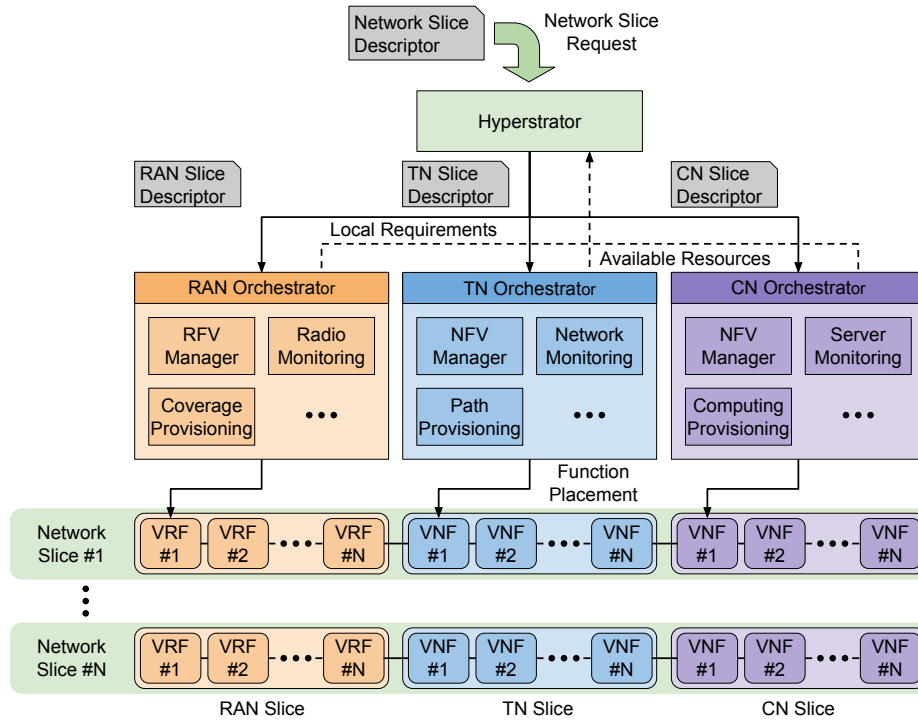 Network Slice
Descriptor
Network Slice
Request
Hyperstrator
RAN Slice
Descriptor
TN Slice
Descriptor
CN Slice
Descriptor
Local Requirements
Available Resources
RAN Orchestrator
RFV
Manager
Radio
Monitoring
Coverage
Provisioning
•••
TN Orchestrator
NFV
Manager
Network
Monitoring
Path
Provisioning
•••
CN Orchestrator
NFV
Manager
Server
Monitoring
Computing
Provisioning
•••
Function
Placement
Network
Slice #1
VRF
#1
VRF
#2
VRF
#N
VNF
#1
VNF
#2
VNF
#N
VNF
#1
VNF
#2
VNF
#N
Network
Slice #N
VRF
#1
VRF
#2
VRF
#N
VNF
#1
VNF
#2
VNF
#N
VNF
#1
VNF
#2
VNF
#N
RAN Slice
TN Slice
CN Slice